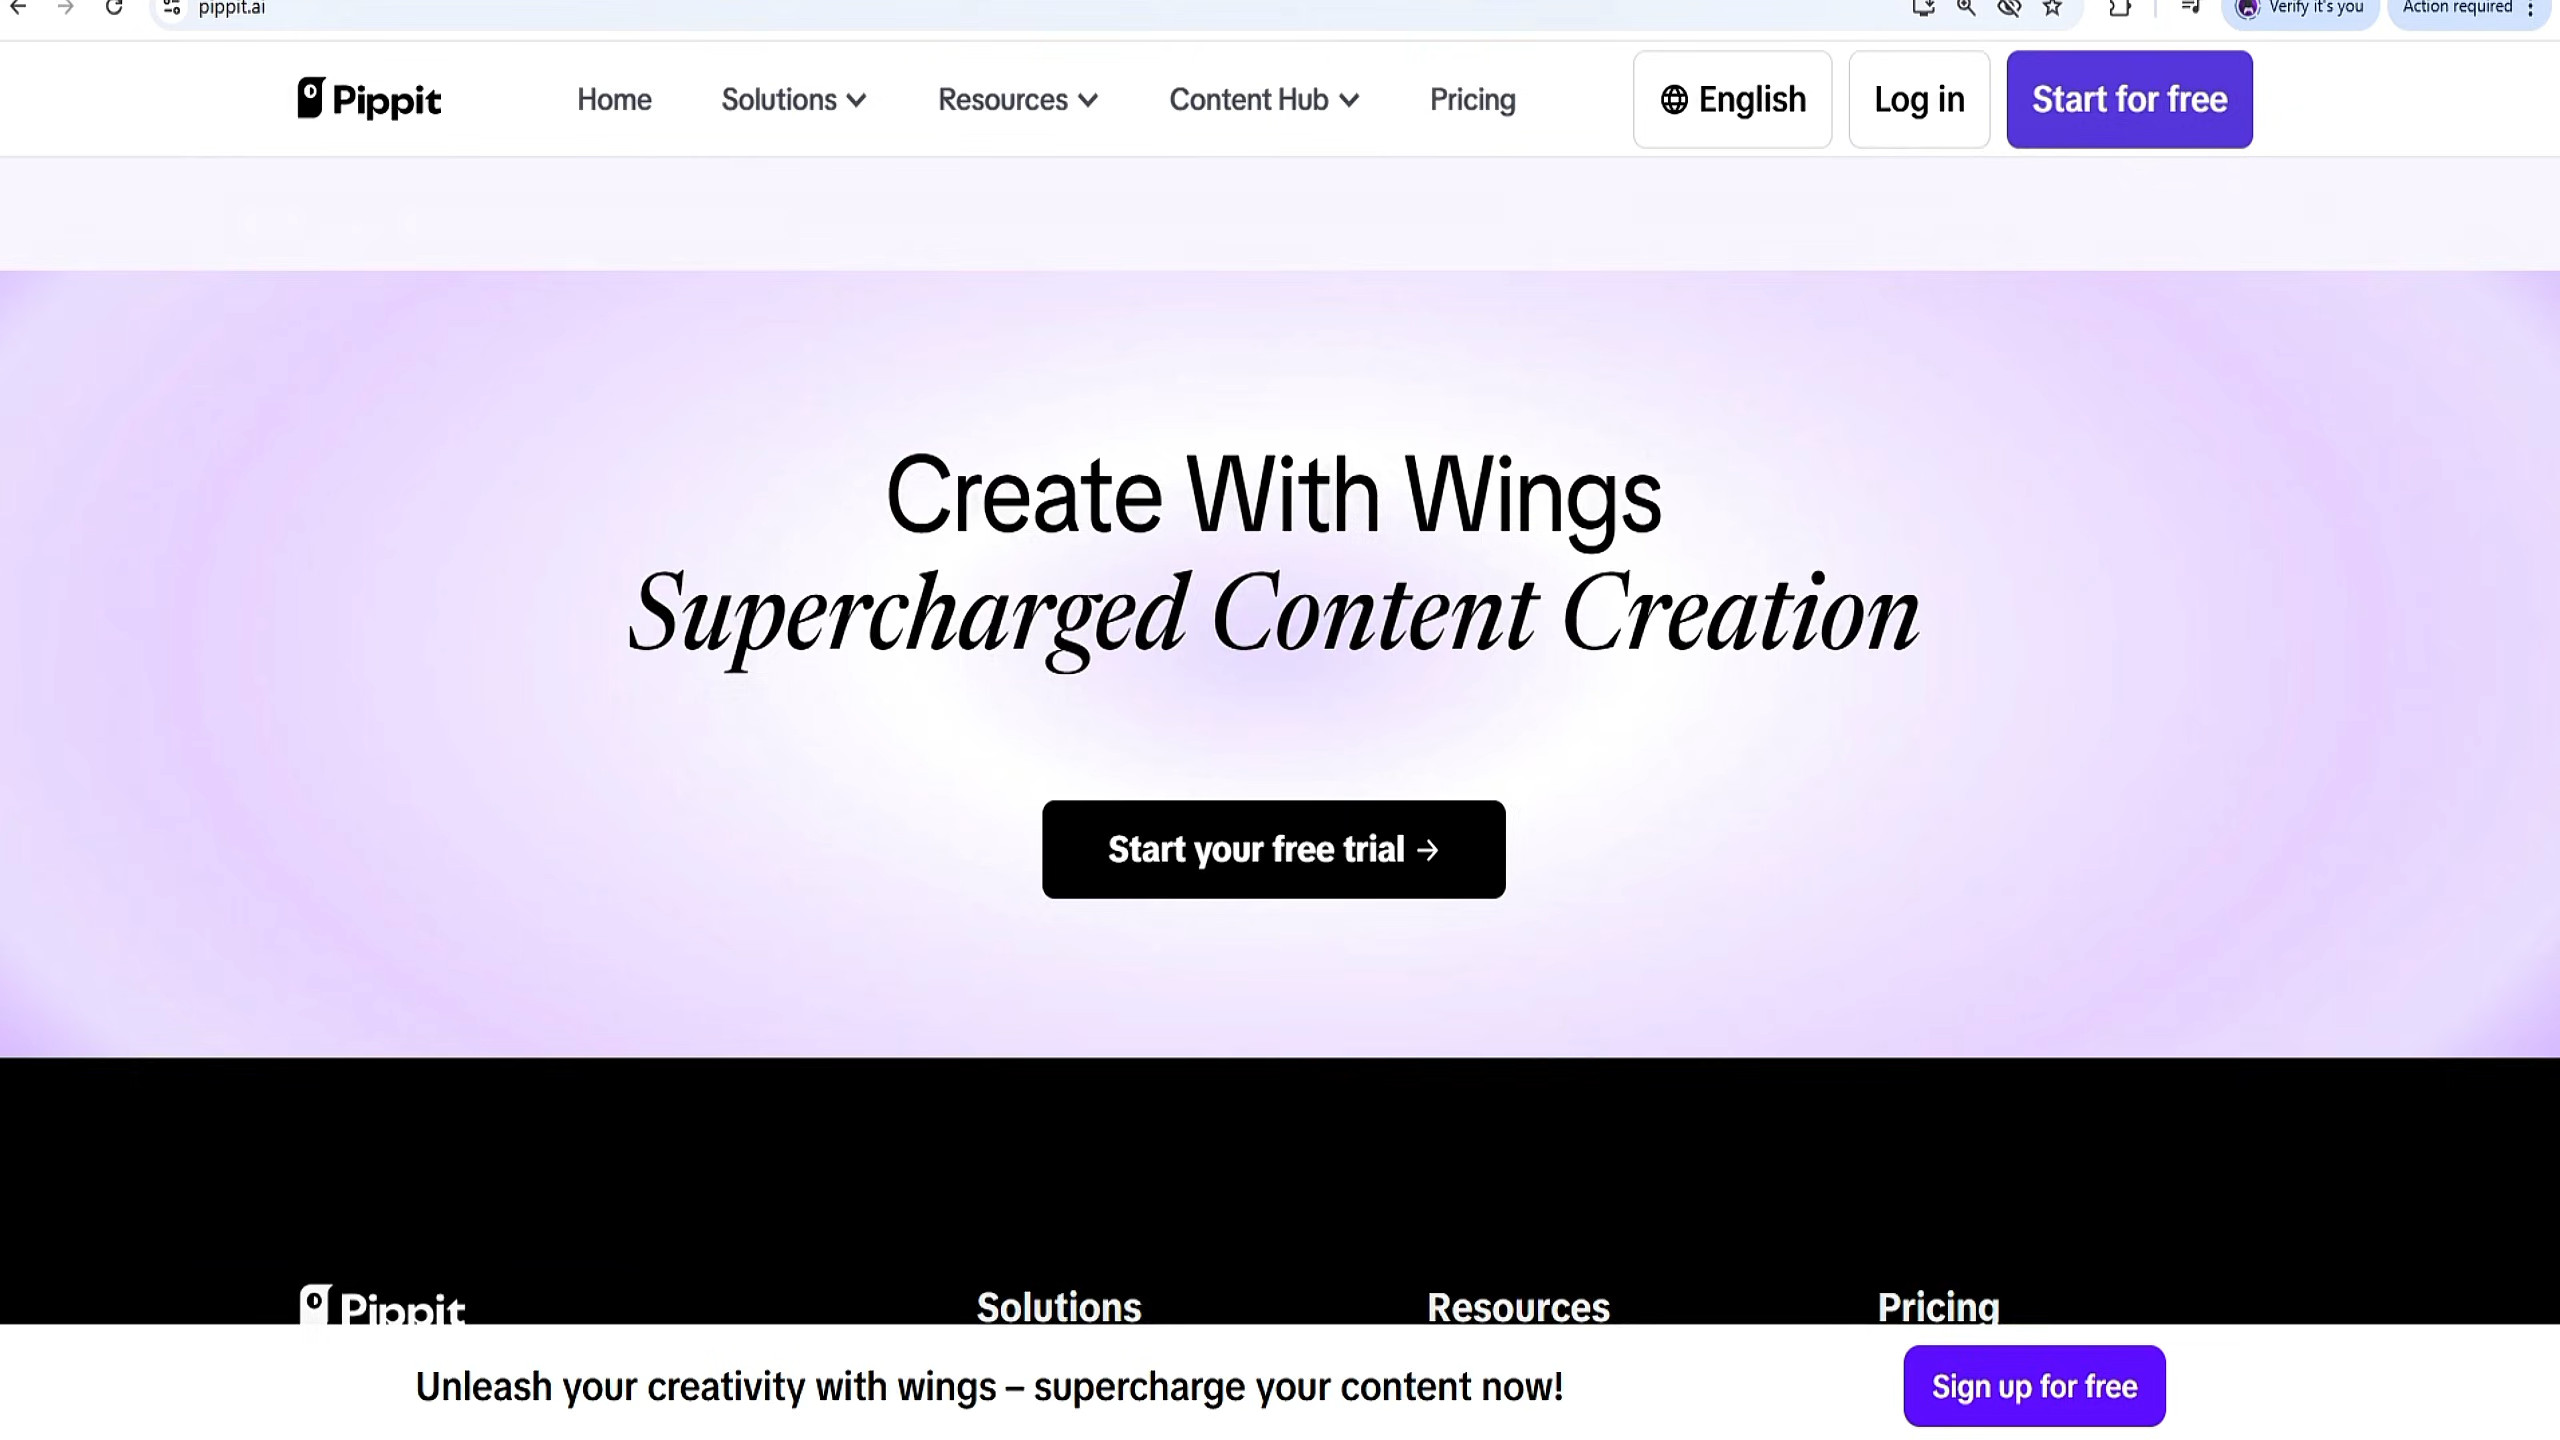 pippit.ai
Verify it's you
Action required
Pippit
Home
Solutions
Resources
Content Hub
Pricing
English
Log in
Start for free
Create With Wings
Supercharged Content Creation
Start your free trial →
Pippit
Solutions
Resources
Pricing
Unleash your creativity with wings – supercharge your content now!
Sign up for free